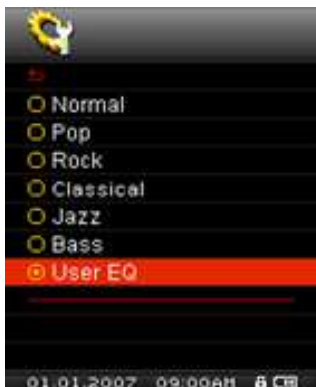 Normal
Pop
Rock
Classical
Jazz
Bass
User EQ
01.01.2007 09:00AM